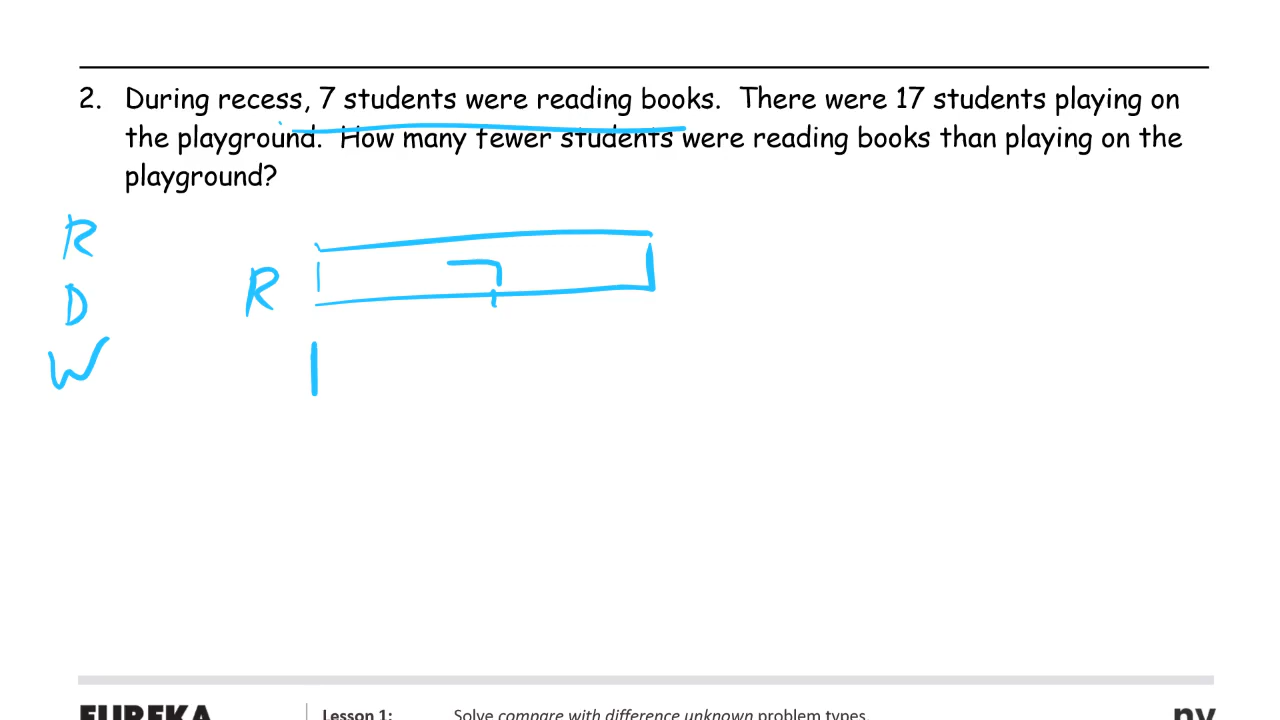 2. During recess, 7 students were reading books. There were 17 students playing on
the playground. How many fewer students were reading books than playing on the
playground?
R
D
W
R 7
EUREKA Lesson 1: Solve compare with difference unknown problem types. ny